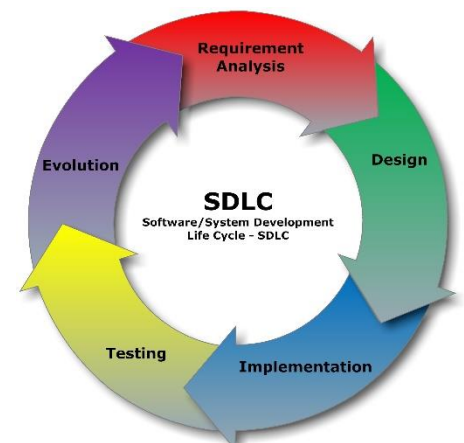 Requirement
Analysis
Design
Implementation
Testing
Evolution
SDLC
Software/System Development
Life Cycle - SDLC